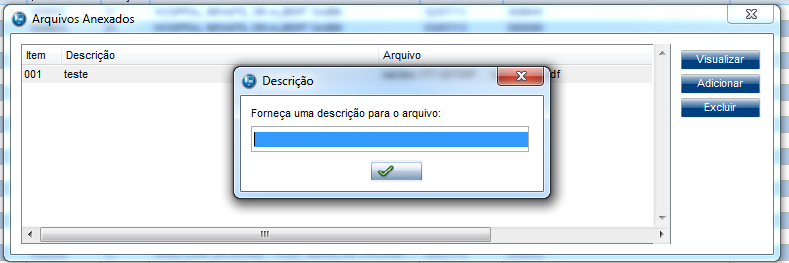 Arquivos Anexados
Item Descrição Arquivo
001 teste df
Descrição
Forneça uma descrição para o arquivo:
Visualizar
Adicionar
Excluir